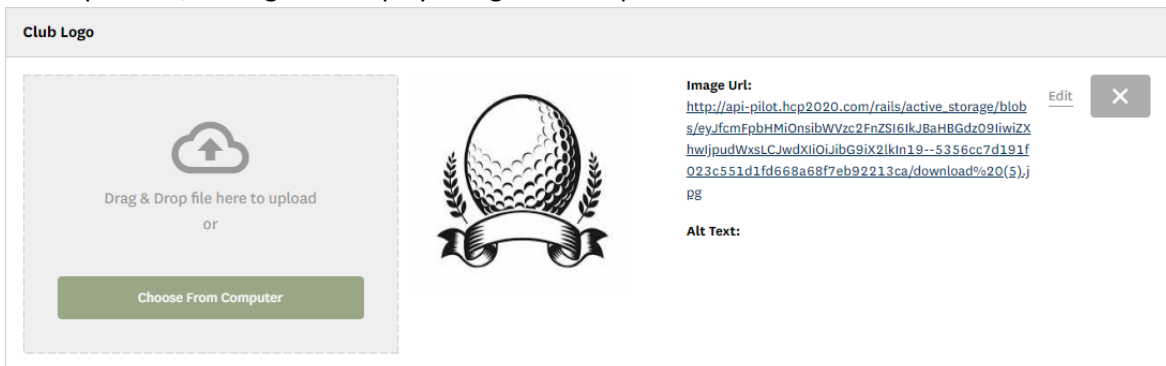 Club Logo
Drag & Drop file here to upload
or
Choose From Computer
Image Url:
http://api-pilot.hcp2020.com/rails/active_storage/blob
s/eyJfcmFpbHMiOnsibWVzc2FnZSI6IkJBaHBGdz09IiwiZX
hwIjpudWxsLCJwdXIiOiJibG9iX2lkIn19--5356cc7d191f
023c551d1fd668a68f7eb92213ca/download%20(5).j
pg
Edit
Alt Text: